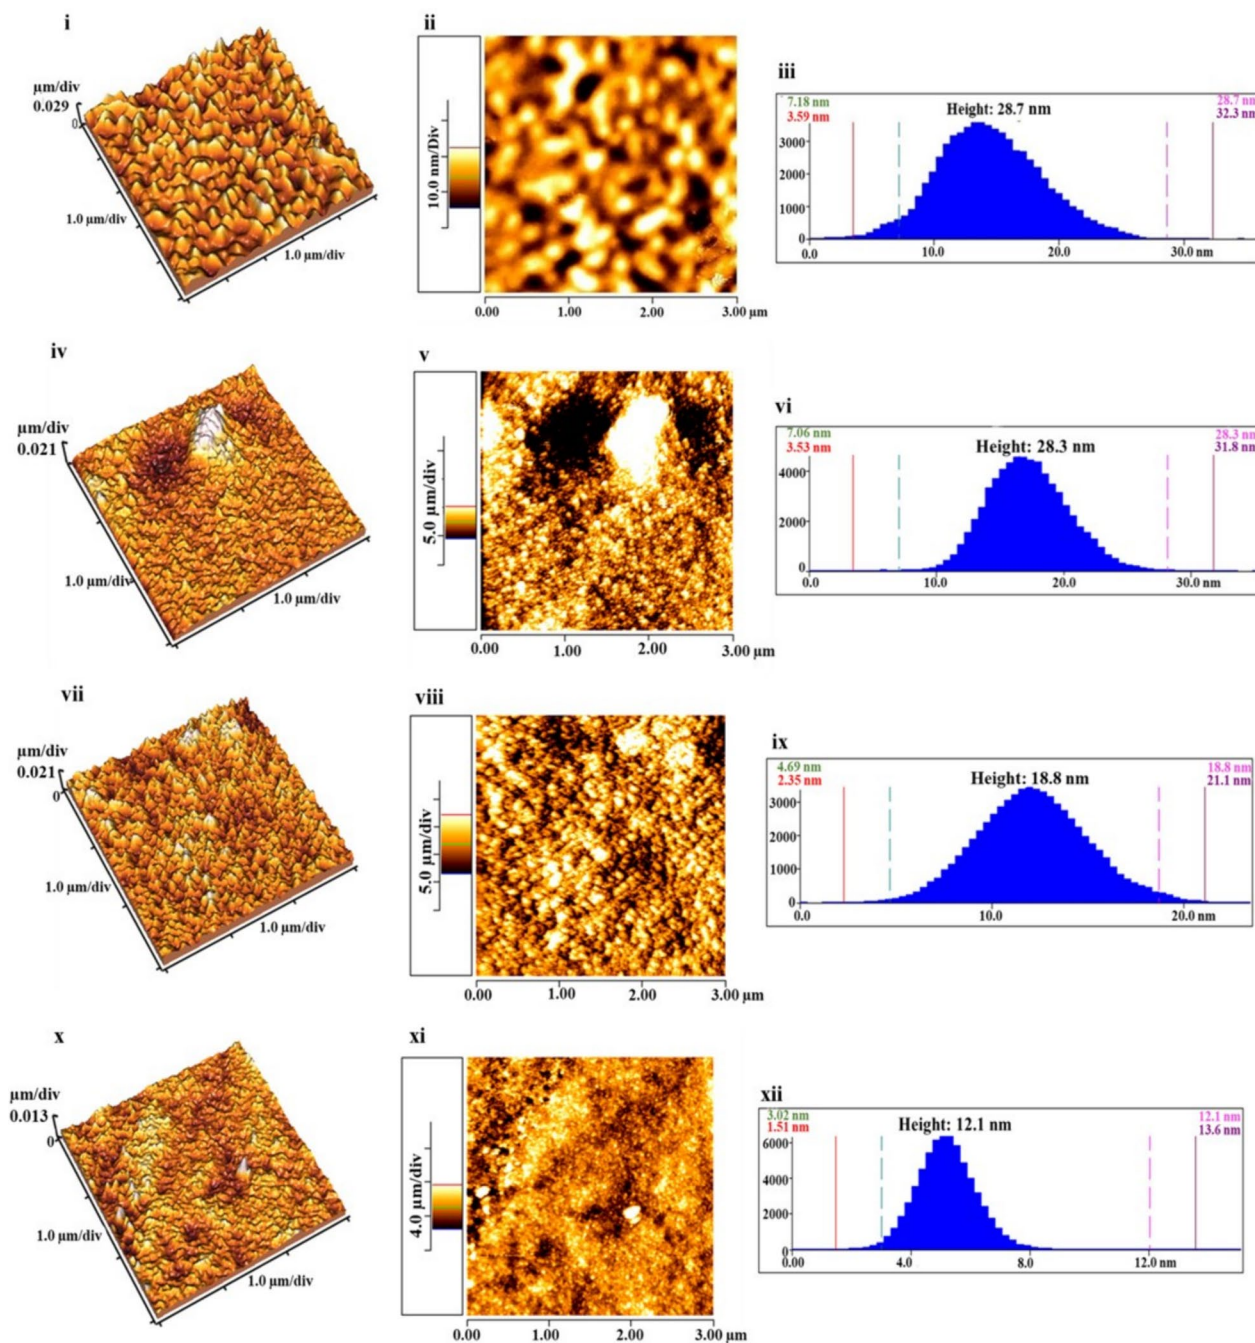 i
µm/div
0.029
0
1.0 µm/div
1.0 µm/div
ii
10.0 nm/Div
0.00 1.00 2.00 3.00 µm
iii
7.18 nm
3.59 nm
Height: 28.7 nm
28.7 nm
32.3 nm
3000
2000
1000
0
0.0 10.0 20.0 30.0 nm
iv
µm/div
0.021
1.0 µm/div
1.0 µm/div
v
5.0 µm/div
0.00 1.00 2.00 3.00 µm
vi
7.06 nm
3.53 nm
Height: 28.3 nm
28.3 nm
31.8 nm
4000
2000
0
0.0 10.0 20.0 30.0 nm
vii
µm/div
0.021
0
1.0 µm/div
1.0 µm/div
viii
5.0 µm/div
0.00 1.00 2.00 3.00 µm
ix
4.69 nm
2.35 nm
Height: 18.8 nm
18.8 nm
21.1 nm
3000
2000
1000
0
0.0 10.0 20.0 nm
x
µm/div
0.013
0
1.0 µm/div
1.0 µm/div
xi
4.0 µm/div
0.00 1.00 2.00 3.00 µm
xii
3.02 nm
1.51 nm
Height: 12.1 nm
12.1 nm
13.6 nm
6000
4000
2000
0
0.00 4.0 8.0 12.0 nm